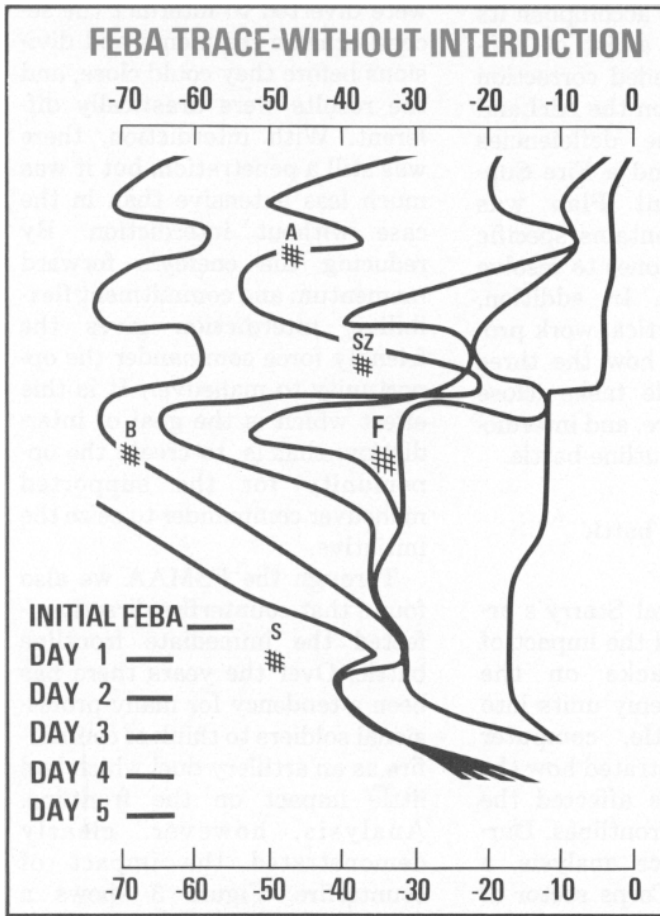 FEBA TRACE-WITHOUT INTERDICTION
-70 -60 -50 -40 -30 -20 -10 0
A
#
SZ
#
B
#
F
#
S
#
INITIAL FEBA
DAY 1
DAY 2
DAY 3
DAY 4
DAY 5
-70 -60 -50 -40 -30 -20 -10 0